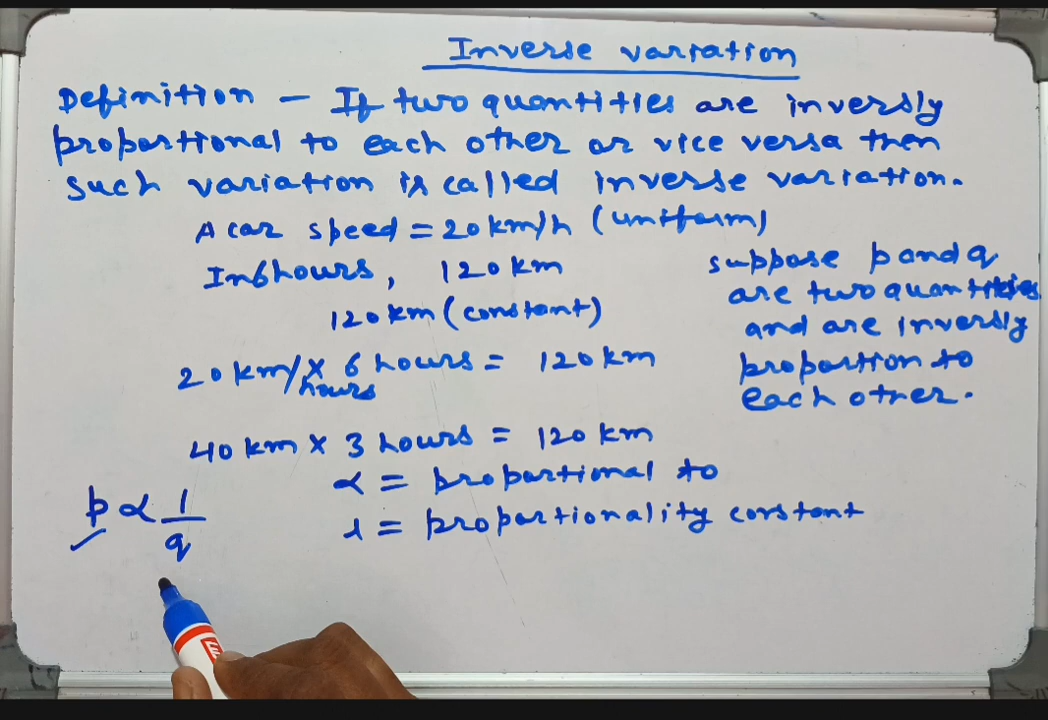 Inverse variation
Definition - If two quantities are inversly
proportional to each other or vice versa then
such variation is called inverse variation.
A car speed = 20 km/h (uniform)
In 6 hours, 120 km
120 km (constant)
20 km/hours × 6 hours = 120 km
40 km × 3 hours = 120 km
∝ = proportional to
λ = proportionality constant
suppose p and q
are two quantities
and are inversly
proportion to
each other.
p ∝ 1/q